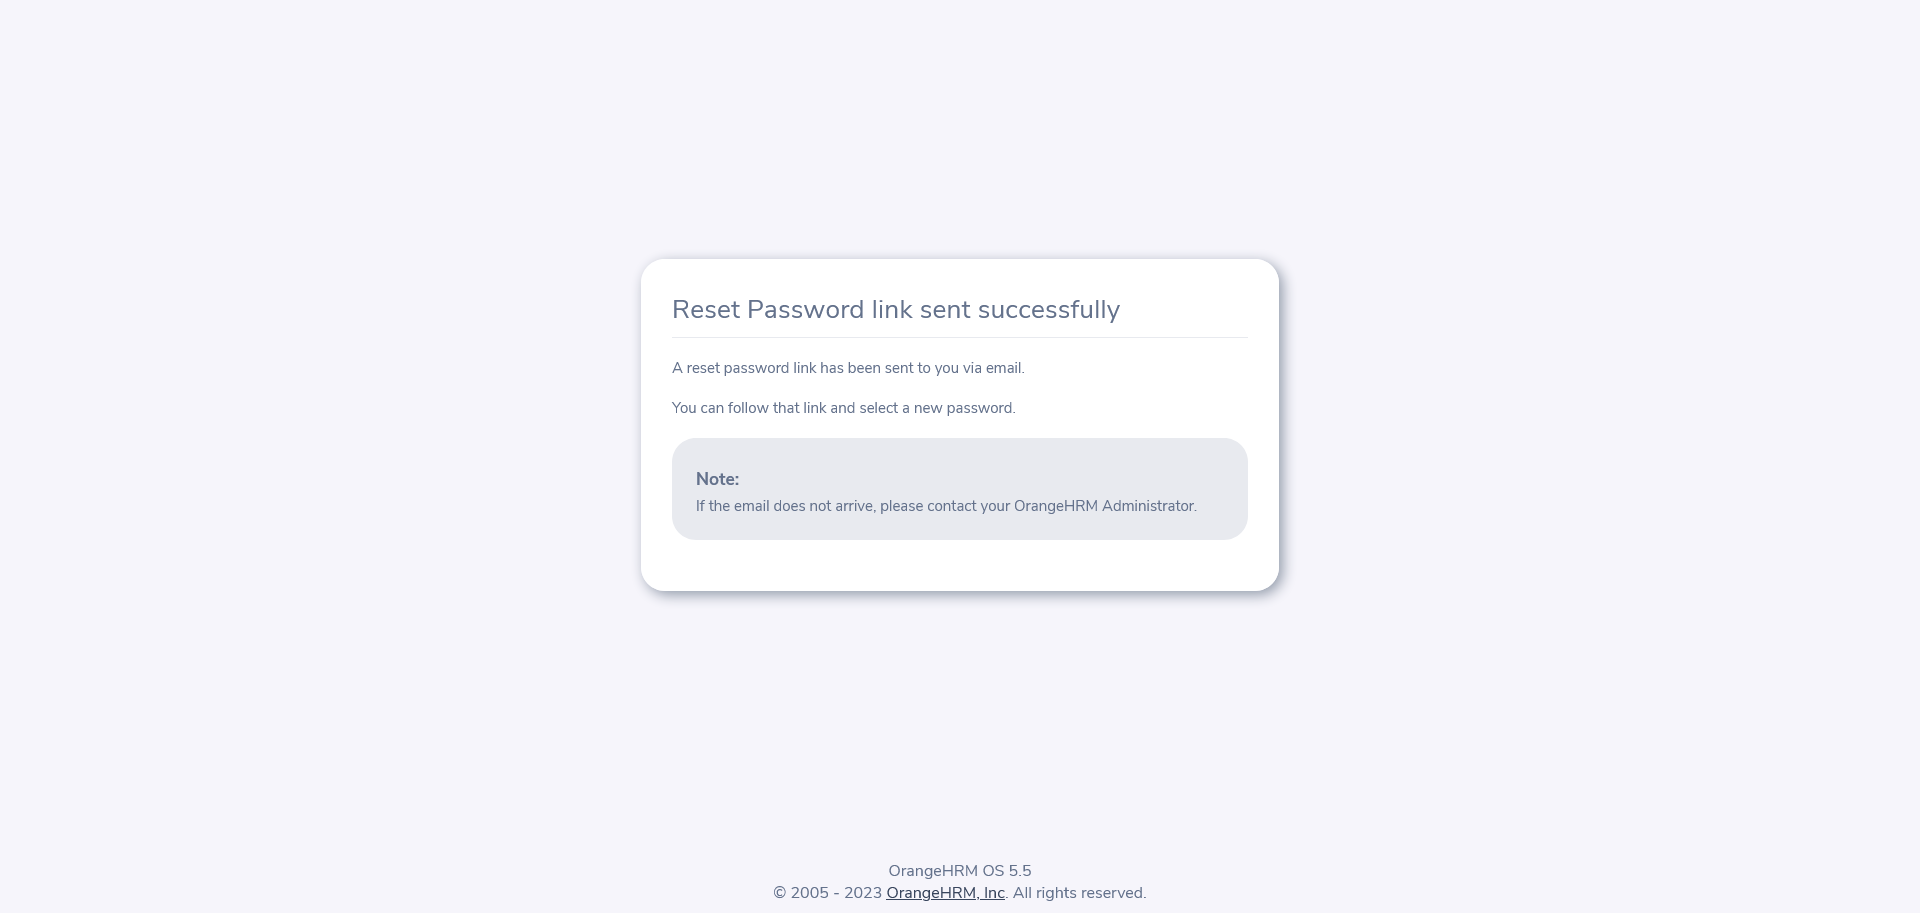 Reset Password link sent successfully
A reset password link has been sent to you via email.
You can follow that link and select a new password.
Note:
If the email does not arrive, please contact your OrangeHRM Administrator.
OrangeHRM OS 5.5
© 2005 - 2023 OrangeHRM, Inc. All rights reserved.